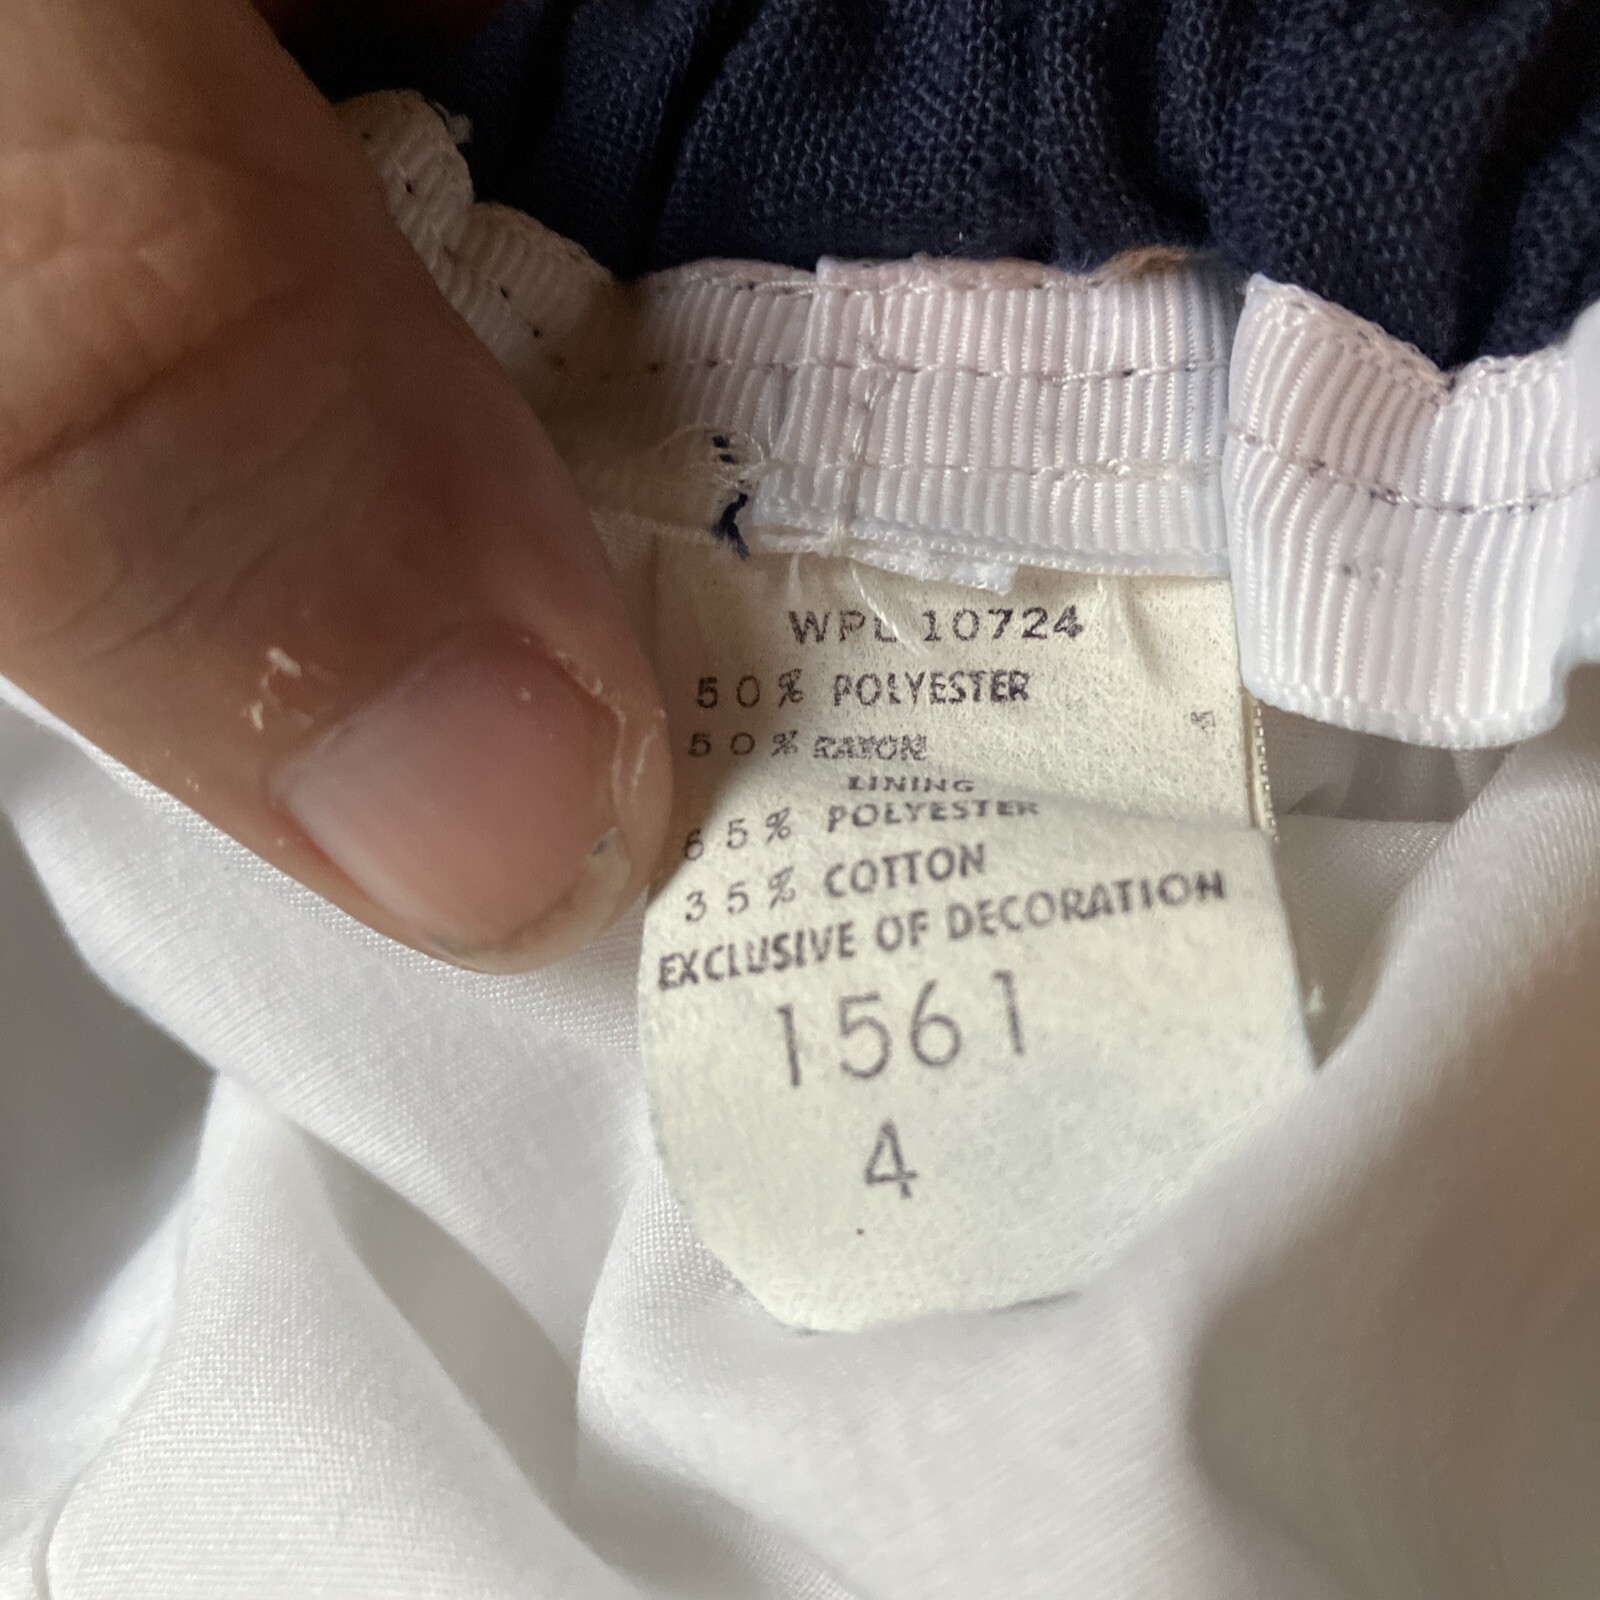 WPL 10724
50% POLYESTER
50% RAYON
LINING
65% POLYESTER
35% COTTON
EXCLUSIVE OF DECORATION
1561
4